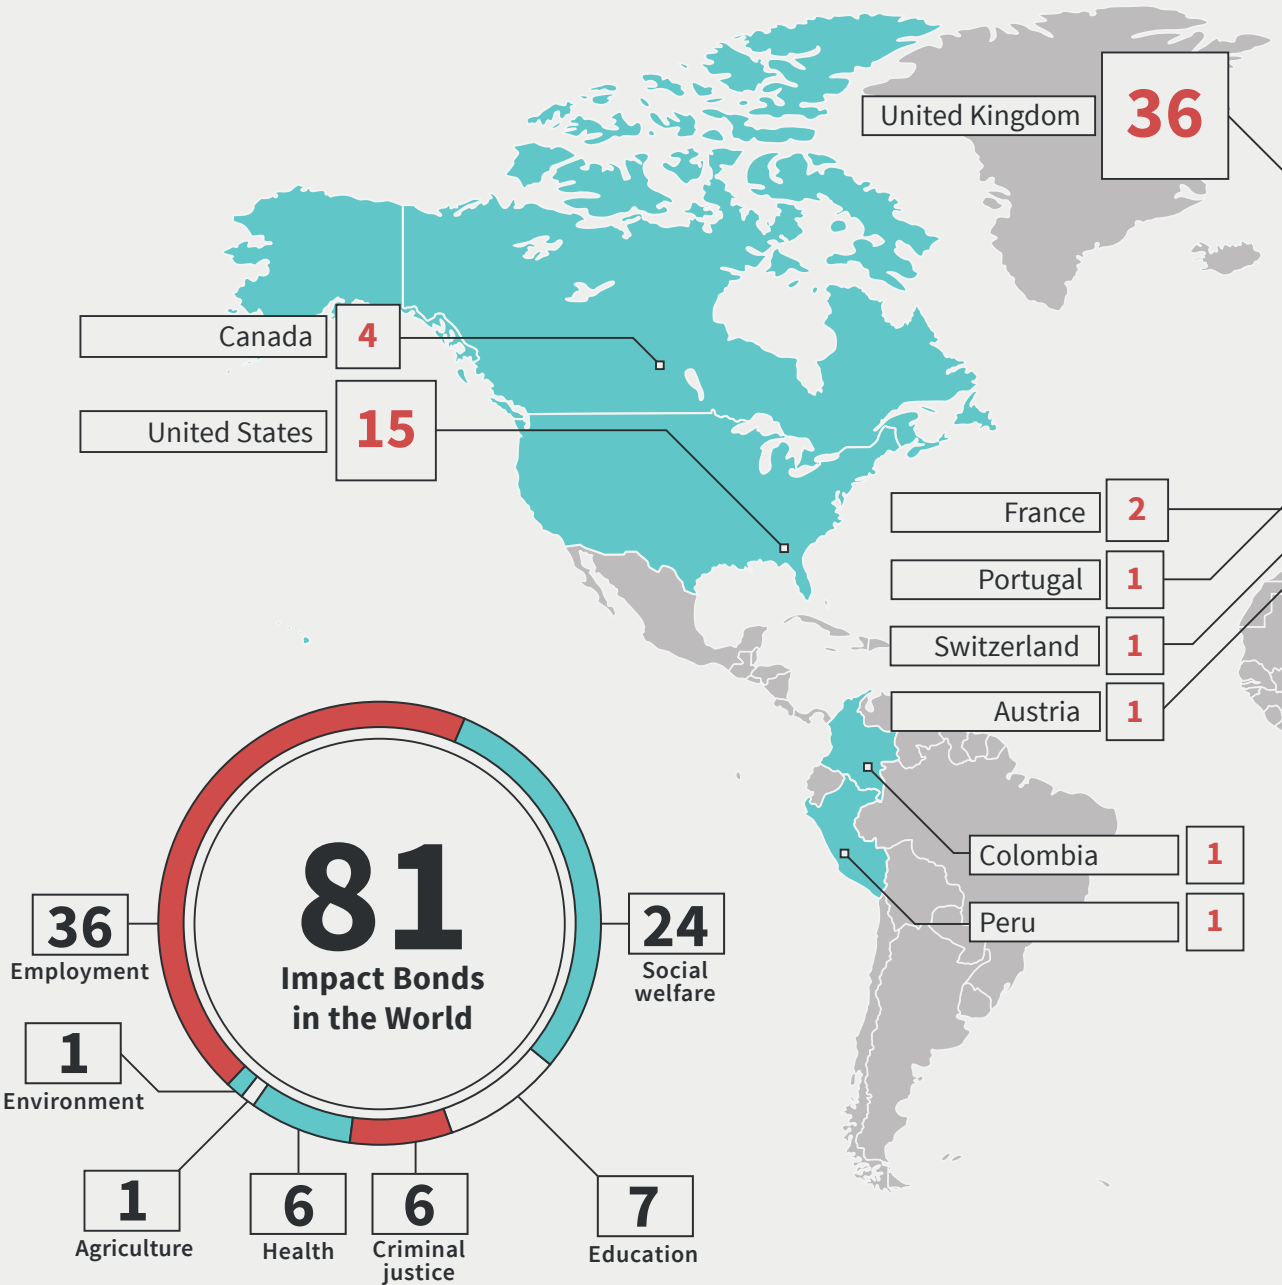 United Kingdom
36
Canada
4
United States
15
France
2
Portugal
1
Switzerland
1
Austria
1
Colombia
1
Peru
1
81
Impact Bonds
in the World
36
Employment
24
Social
welfare
1
Environment
1
Agriculture
6
Health
6
Criminal
justice
7
Education